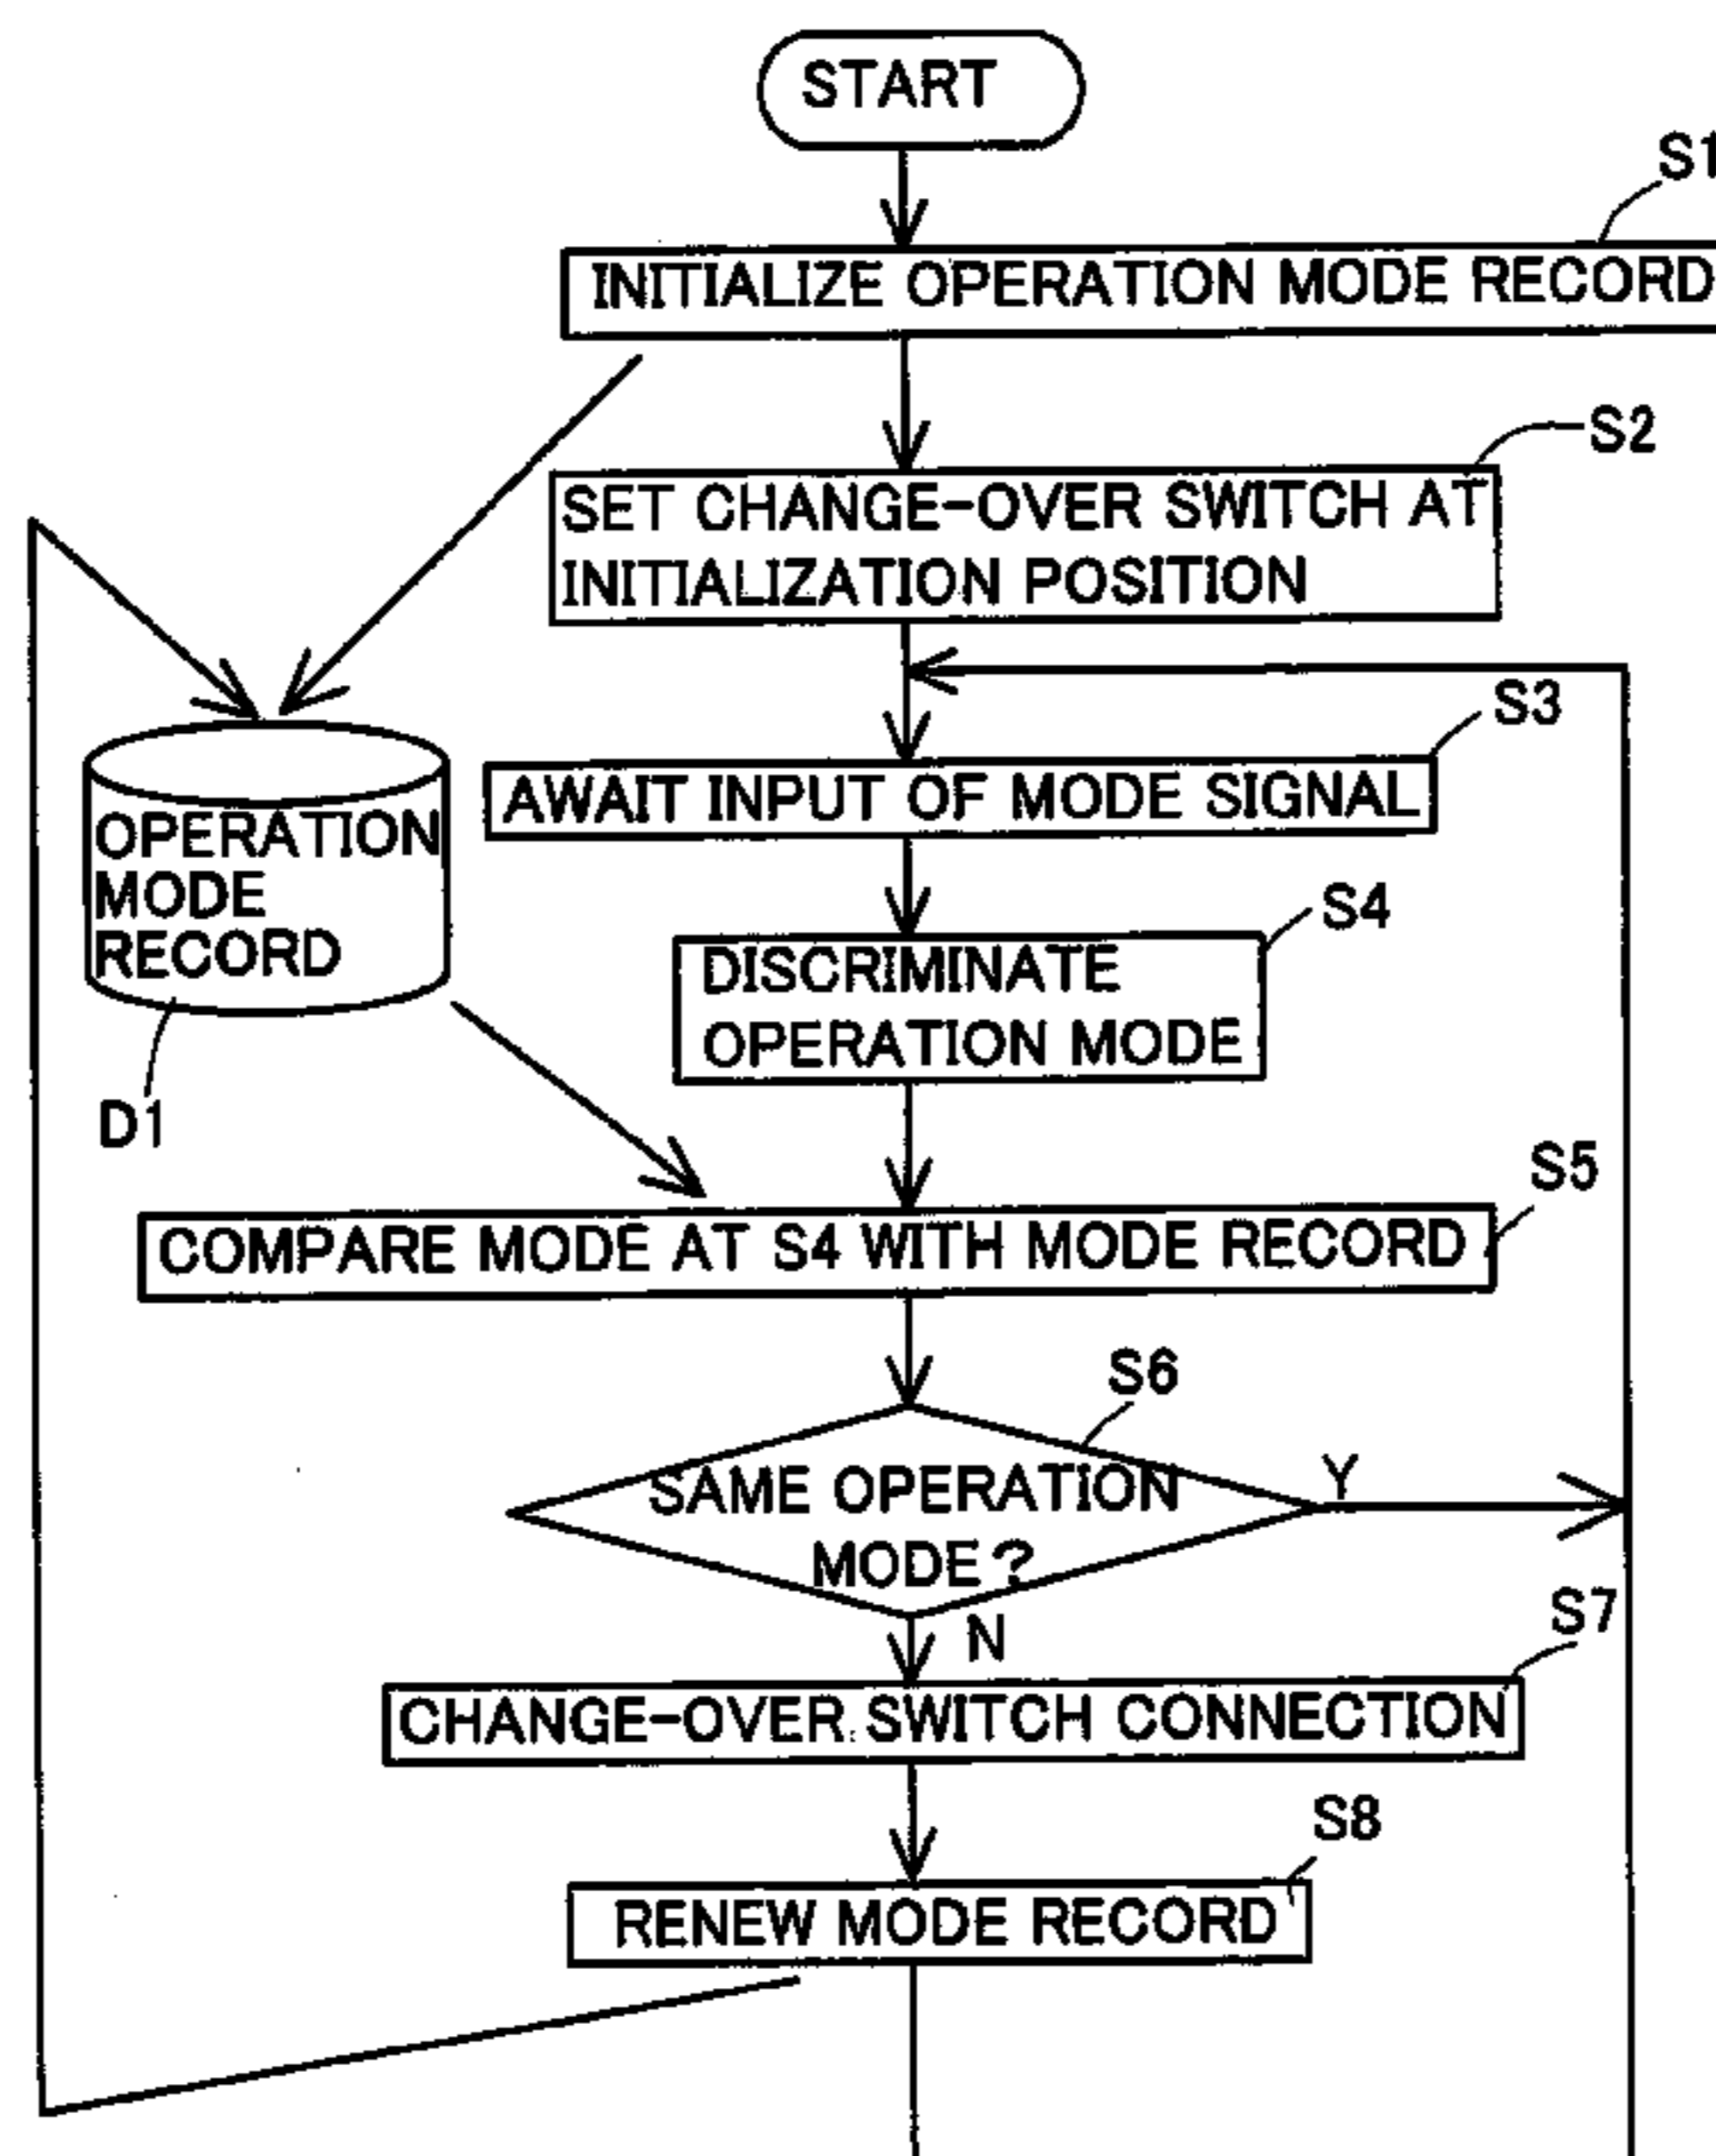 START
S1
INITIALIZE OPERATION MODE RECORD
S2
SET CHANGE-OVER SWITCH AT
INITIALIZATION POSITION
S3
AWAIT INPUT OF MODE SIGNAL
OPERATION
MODE
RECORD
S4
DISCRIMINATE
OPERATION MODE
D1
S5
COMPARE MODE AT S4 WITH MODE RECORD
S6
SAME OPERATION
MODE?
Y
N
S7
CHANGE-OVER SWITCH CONNECTION
S8
RENEW MODE RECORD